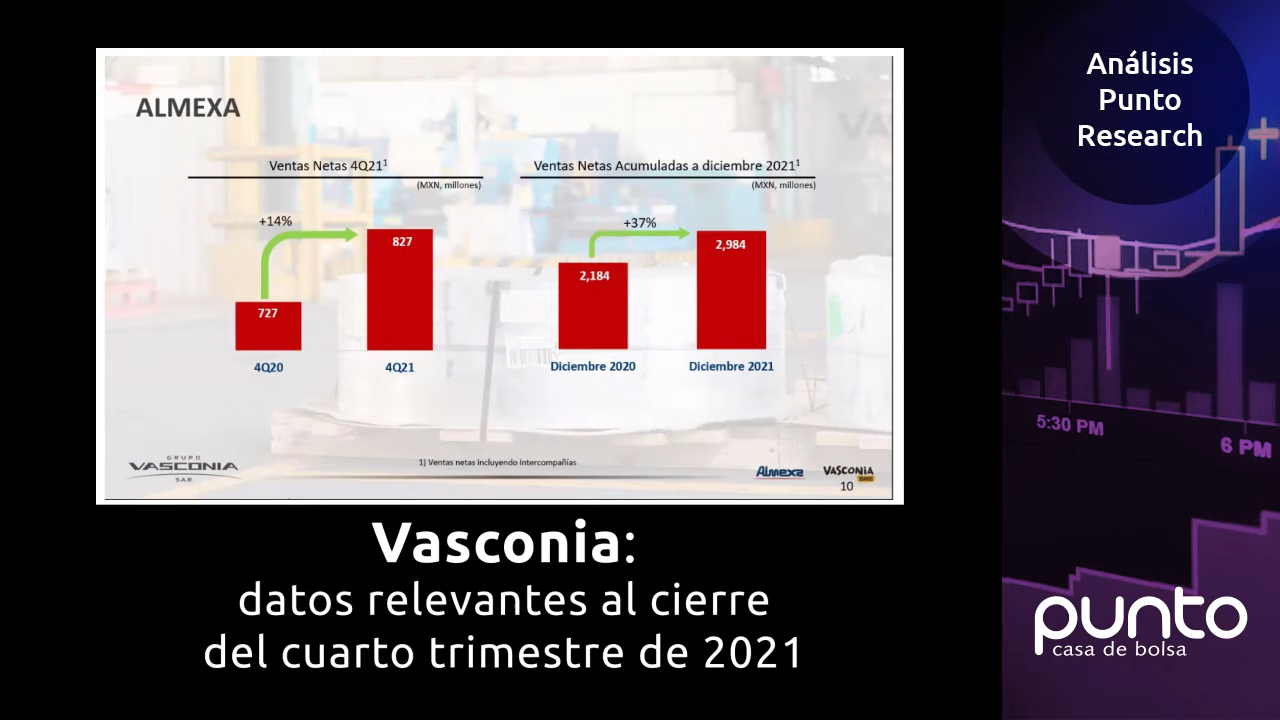 ALMEXA
Ventas Netas 4Q21¹
(MXN, millones)
+14%
727
827
4Q20
4Q21
Ventas Netas Acumuladas a diciembre 2021¹
(MXN, millones)
+37%
2,184
2,984
Diciembre 2020
Diciembre 2021
GRUPO
VASCONIA
S.A.B.
1) Ventas netas incluyendo Intercompañías
Almexa
VASCONIA
10
Vasconia:
datos relevantes al cierre
del cuarto trimestre de 2021
Análisis
Punto
Research
5:30 PM
6 PM
punto
casa de bolsa